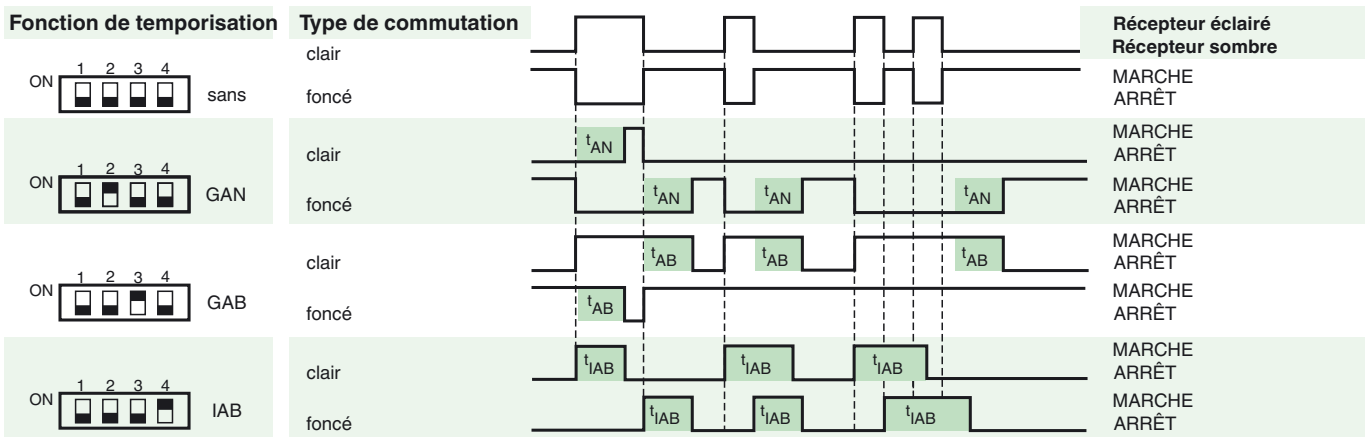 Fonction de temporisation
Type de commutation
clair
Récepteur éclairé
Récepteur sombre
ON 1 2 3 4
sans
foncé
MARCHE
ARRÊT
clair
tAN
MARCHE
ARRÊT
ON 1 2 3 4
GAN
foncé
tAN tAN tAN
MARCHE
ARRÊT
clair
tAB tAB tAB
MARCHE
ARRÊT
ON 1 2 3 4
GAB
foncé
tAB
MARCHE
ARRÊT
clair
tIAB tIAB tIAB
MARCHE
ARRÊT
ON 1 2 3 4
IAB
foncé
tIAB tIAB tIAB
MARCHE
ARRÊT